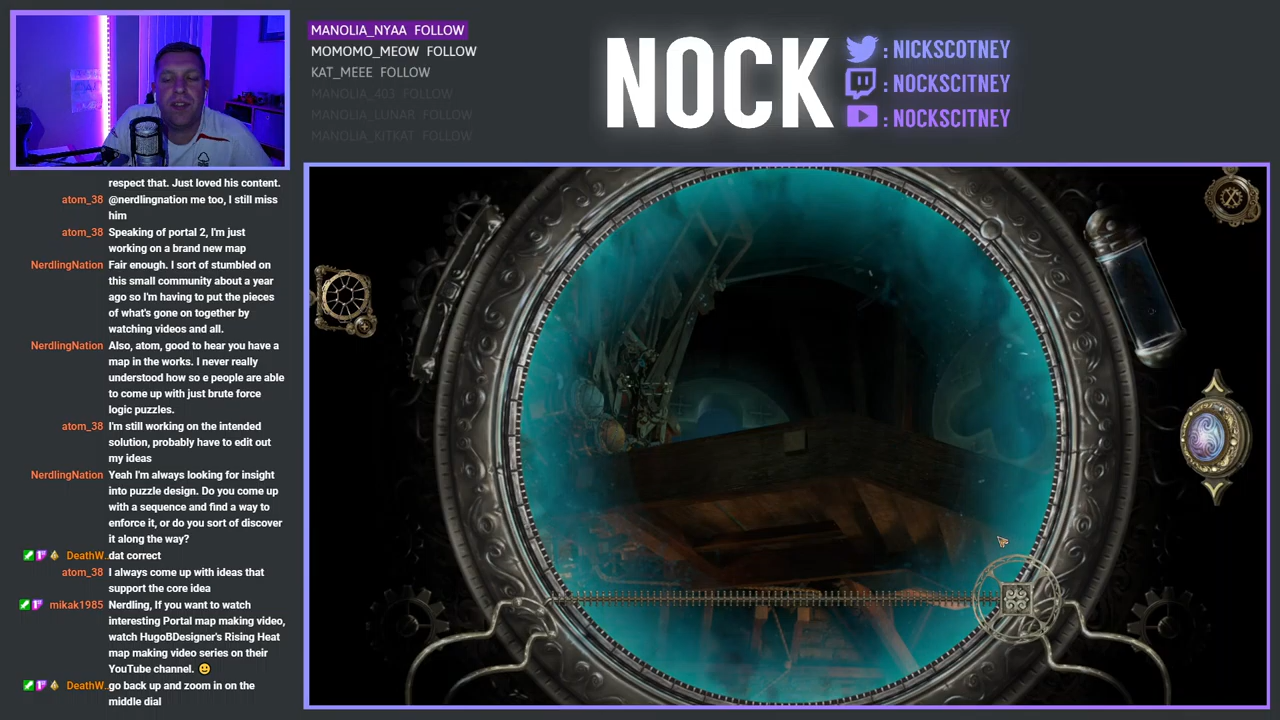 MANOLIA_NYAA FOLLOW
MOMOMO_MEOW FOLLOW
KAT_MEEE FOLLOW
MANOLIA_403 FOLLOW
MANOLIA_LUNAR FOLLOW
MANOLIA_KITKAT FOLLOW
NOCK
: NICKSCOTNEY
: NOCKSCITNEY
: NOCKSCITNEY
respect that. Just loved his content.
atom_38 @nerdlingnation me too, I still miss
him
atom_38 Speaking of portal 2, I'm just
working on a brand new map
NerdlingNation Fair enough. I sort of stumbled on
this small community about a year
ago so I'm having to put the pieces
of what's gone on together by
watching videos and all.
NerdlingNation Also, atom, good to hear you have a
map in the works. I never really
understood how so e people are able
to come up with just brute force
logic puzzles.
atom_38 I'm still working on the intended
solution, probably have to edit out
my ideas
NerdlingNation Yeah I'm always looking for insight
into puzzle design. Do you come up
with a sequence and find a way to
enforce it, or do you sort of discover
it along the way?
DeathW.. dat correct
atom_38 I always come up with ideas that
support the core idea
mikak1985 Nerdling, If you want to watch
interesting Portal map making video,
watch HugoBDesigner's Rising Heat
map making video series on their
YouTube channel. 🙂
DeathW.. go back up and zoom in on the
middle dial